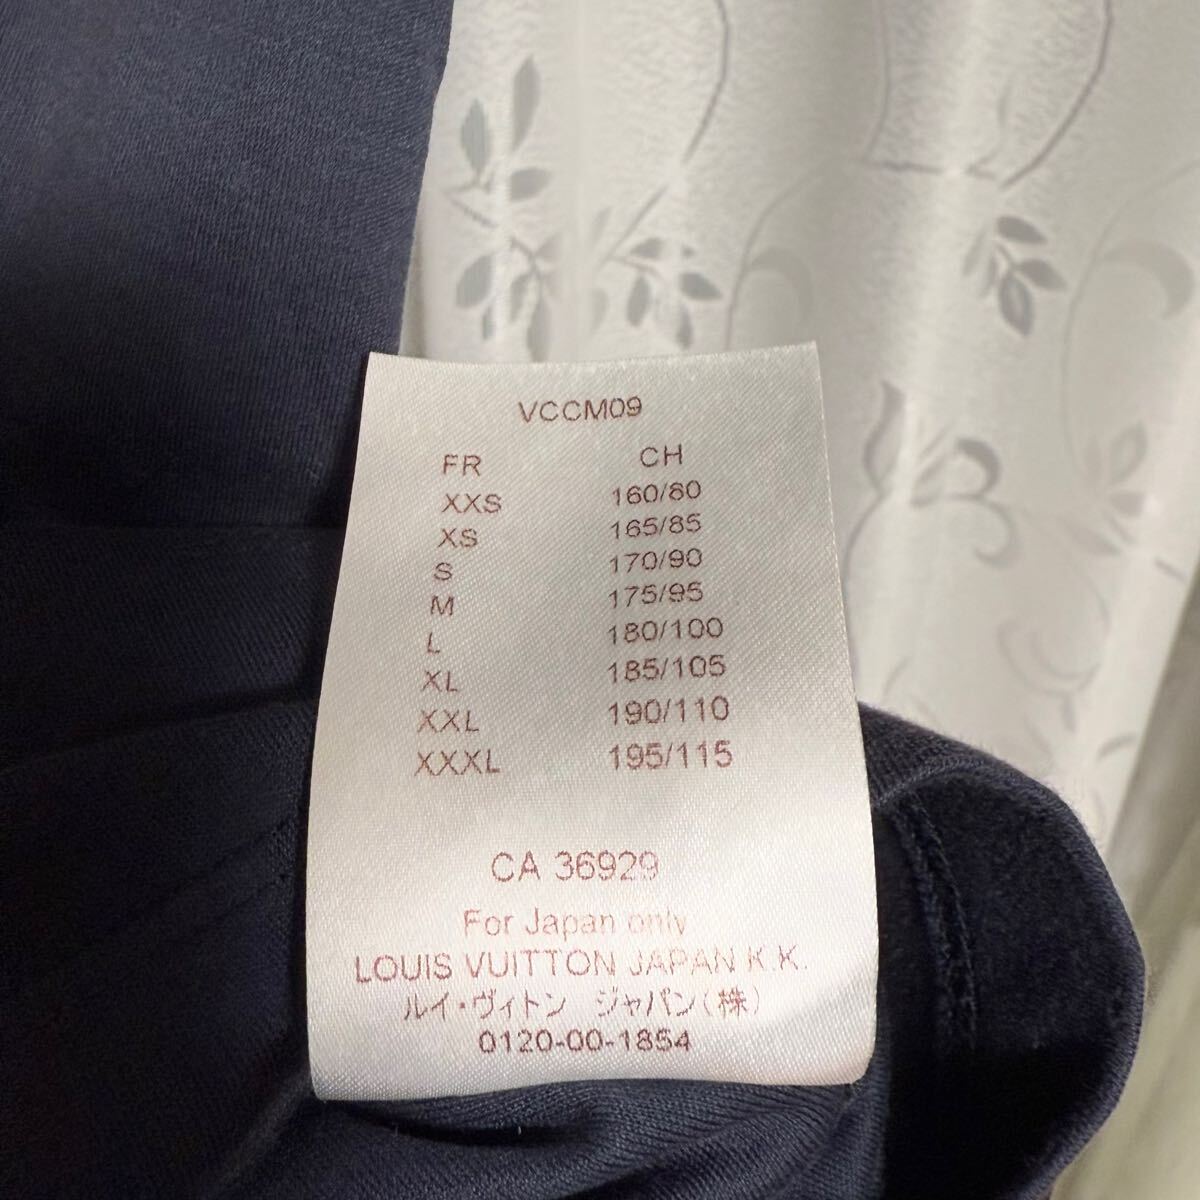 VCCM09
FR CH
XXS 160/80
XS 165/85
S 170/90
M 175/95
L 180/100
XL 185/105
XXL 190/110
XXXL 195/115
CA 36929
For Japan only
LOUIS VUITTON JAPAN K.K.
ルイ・ヴィトン ジャパン(株)
0120-00-1854